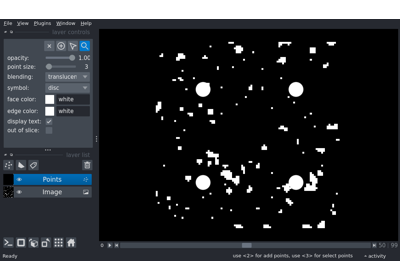 File View Plugins Window Help
layer controls
opacity: 1.00
point size: 3
blending: translucen
symbol: disc
face color: white
edge color: white
display text:
out of slice:
layer list
Points
Image
0 50 99
Ready use <2> for add points, use <3> for select points activity